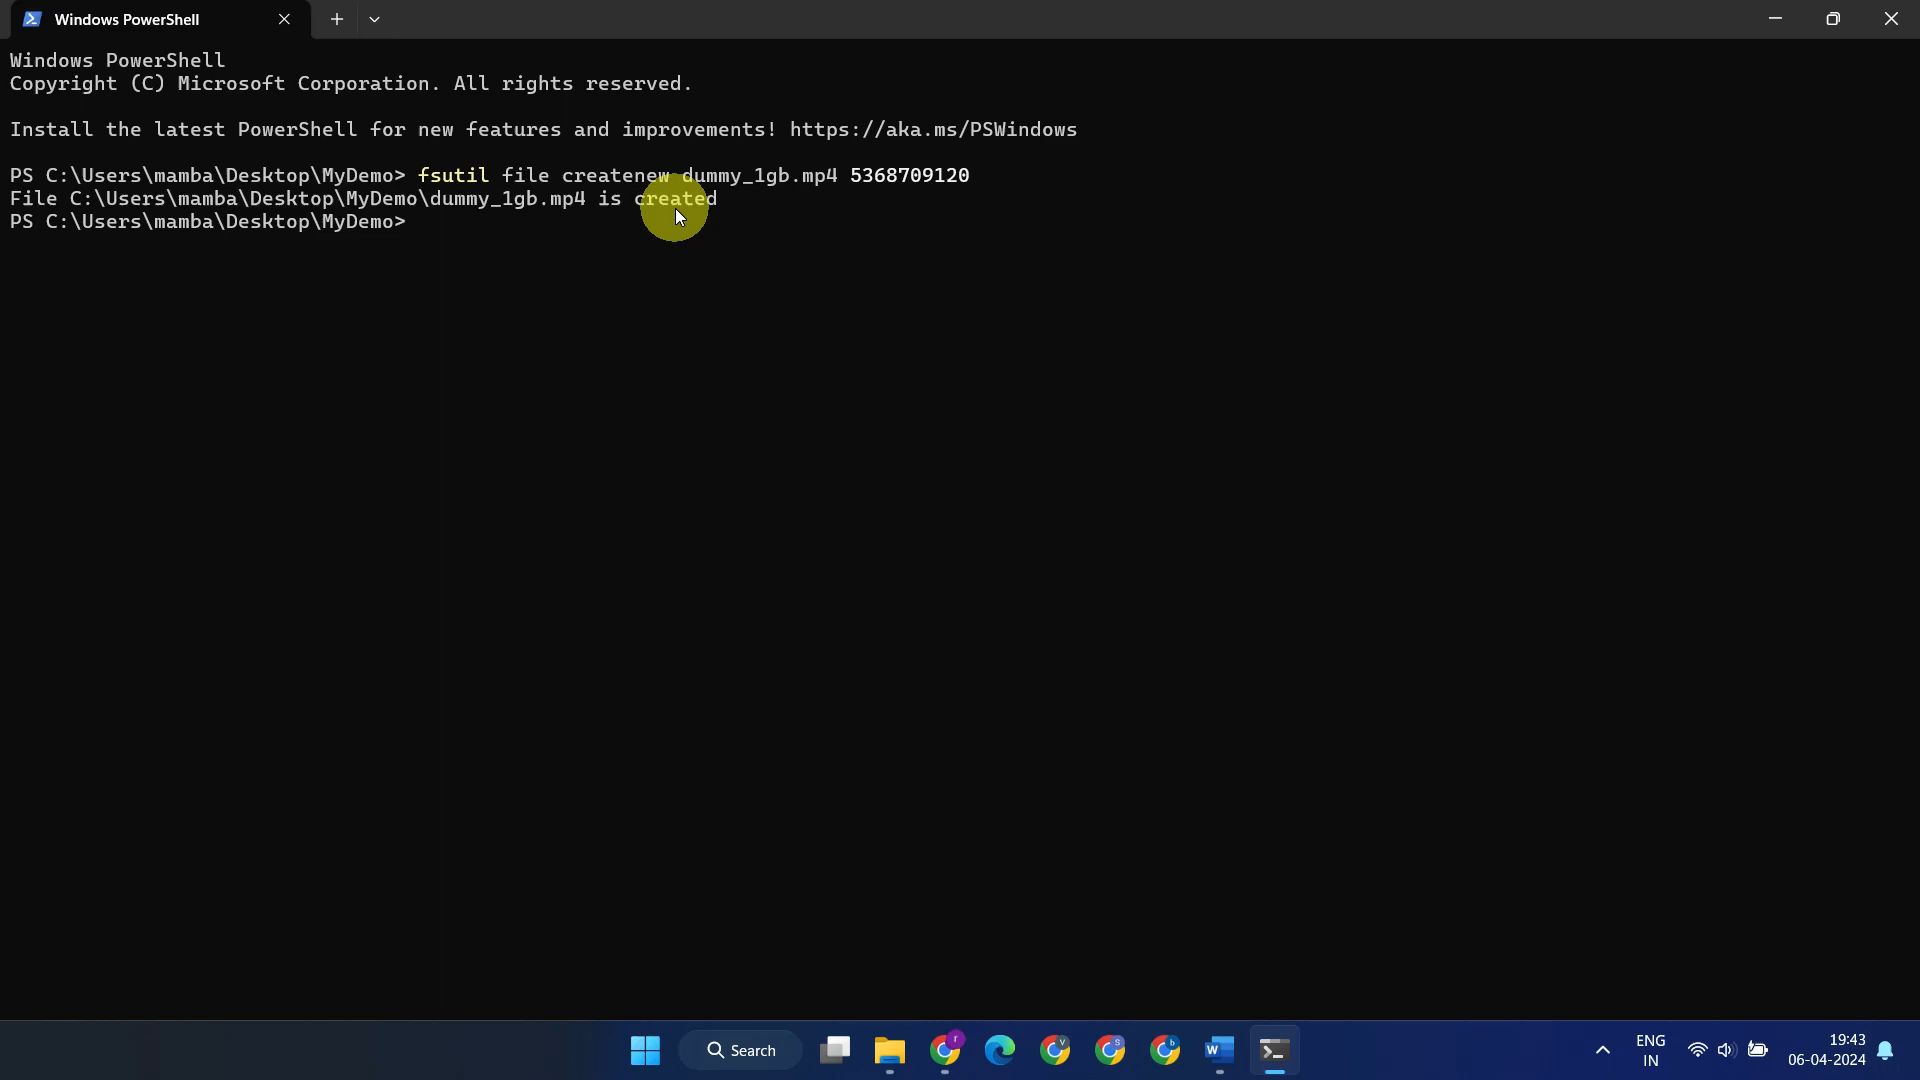 Windows PowerShell
Windows PowerShell
Copyright (C) Microsoft Corporation. All rights reserved.
Install the latest PowerShell for new features and improvements! https://aka.ms/PSWindows
PS C:\Users\mamba\Desktop\MyDemo> fsutil file createnew dummy_1gb.mp4 5368709120
File C:\Users\mamba\Desktop\MyDemo\dummy_1gb.mp4 is created
PS C:\Users\mamba\Desktop\MyDemo>
Search
r
V
S
b
W
ENG
IN
19:43
06-04-2024